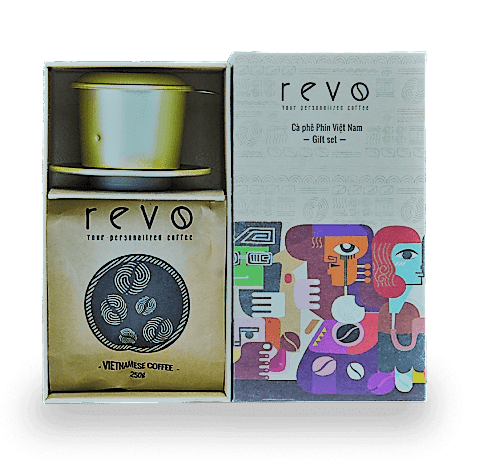 revo
Your personalized coffee
- VIETNAMESE COFFEE -
250g
revo
Your personalized coffee
Cà phê Phin Việt Nam
– Gift set –